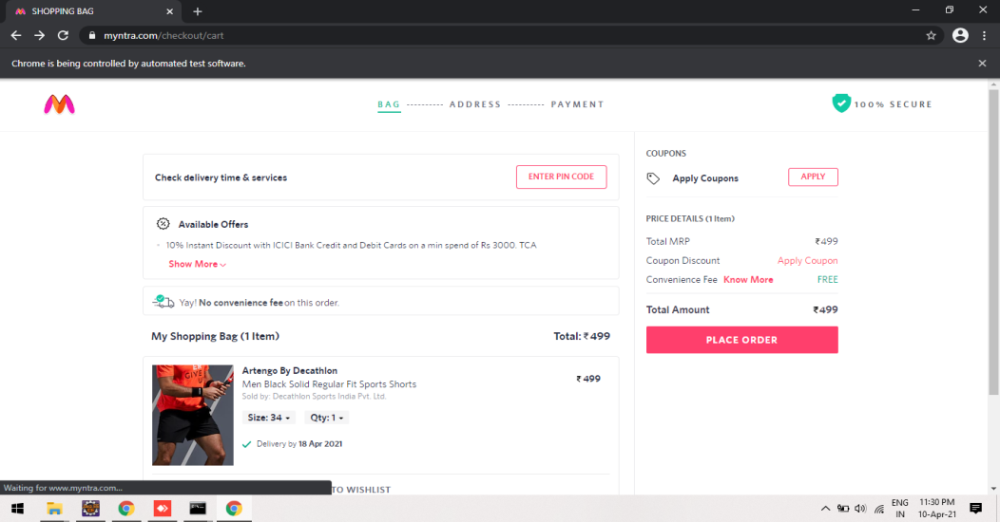 SHOPPING BAG
myntra.com/checkout/cart
Chrome is being controlled by automated test software.
BAG ---------- ADDRESS ---------- PAYMENT
100% SECURE
Check delivery time & services
ENTER PIN CODE
Available Offers
10% Instant Discount with ICICI Bank Credit and Debit Cards on a min spend of Rs 3000. TCA
Show More
Yay! No convenience fee on this order.
My Shopping Bag (1 Item)
Total: ₹499
Artengo By Decathlon
₹499
Men Black Solid Regular Fit Sports Shorts
Sold by: Decathlon Sports India Pvt. Ltd.
Size: 34
Qty: 1
Delivery by 18 Apr 2021
TO WISHLIST
COUPONS
Apply Coupons
APPLY
PRICE DETAILS (1 Item)
Total MRP ₹499
Coupon Discount Apply Coupon
Convenience Fee Know More FREE
Total Amount ₹499
PLACE ORDER
Waiting for www.myntra.com...
ENG
IN
11:30 PM
10-Apr-21